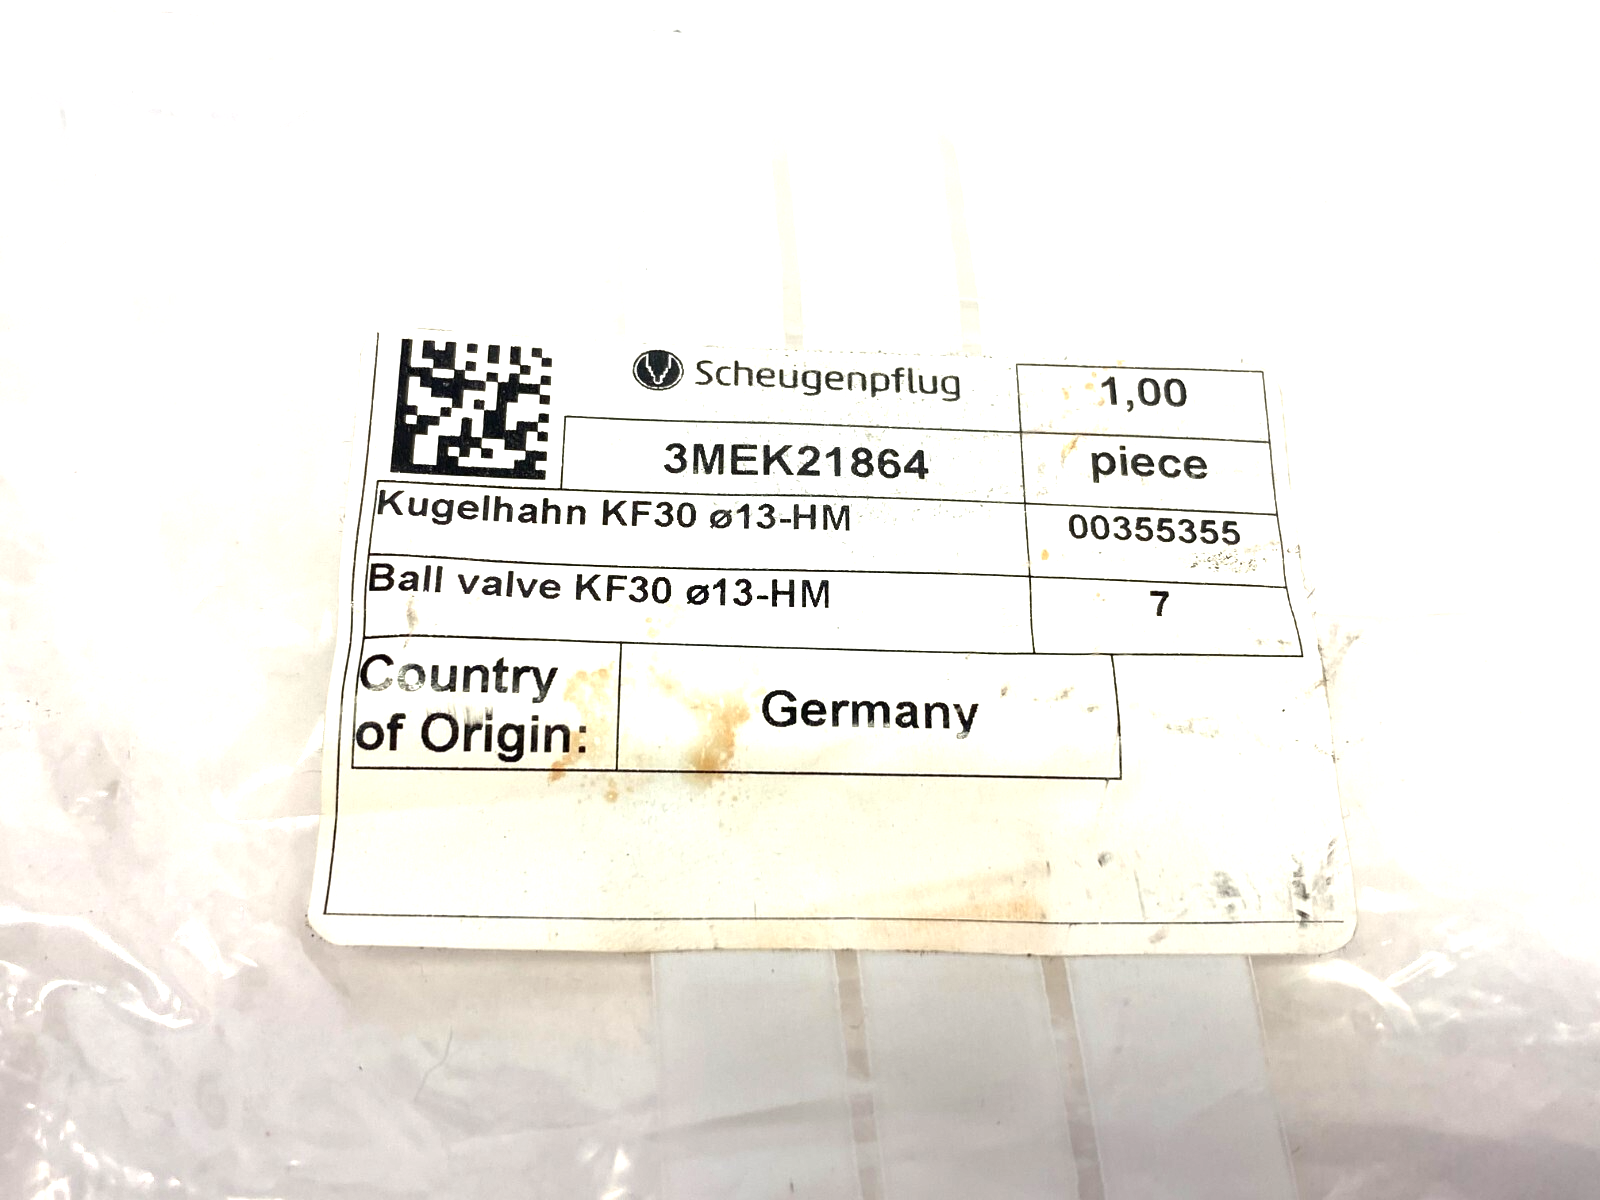 Scheugenpflug
1,00
3MEK21864
piece
Kugelhahn KF30 ø13-HM
00355355
Ball valve KF30 ø13-HM
7
Country
of Origin:
Germany